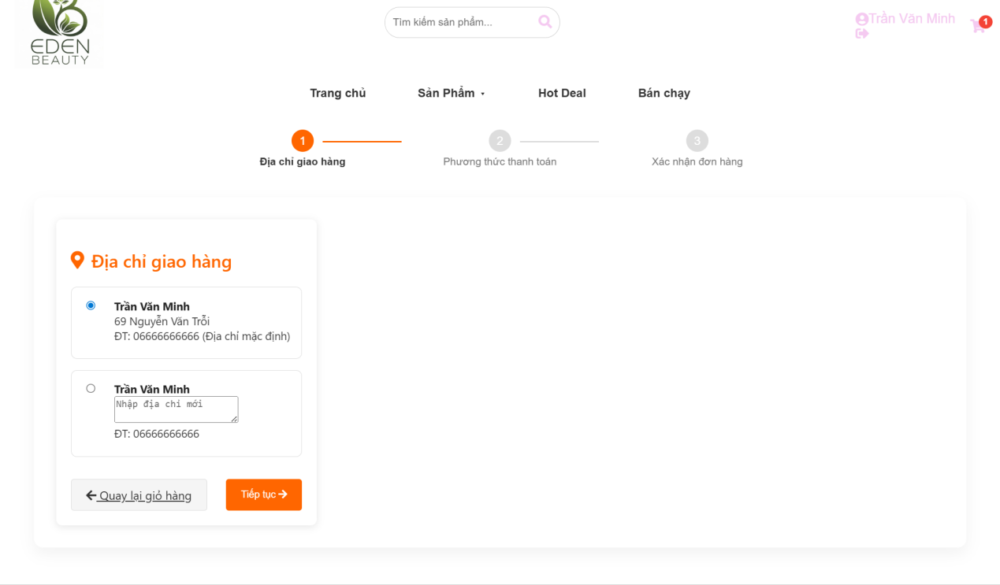 EDEN
BEAUTY
Tìm kiếm sản phẩm...
Trần Văn Minh
1
Trang chủ
Sản Phẩm
Hot Deal
Bán chạy
1
2
3
Địa chỉ giao hàng
Phương thức thanh toán
Xác nhận đơn hàng
Địa chỉ giao hàng
Trần Văn Minh
69 Nguyễn Văn Trỗi
ĐT: 06666666666 (Địa chỉ mặc định)
Trần Văn Minh
Nhập địa chỉ mới
ĐT: 06666666666
Quay lại giỏ hàng
Tiếp tục